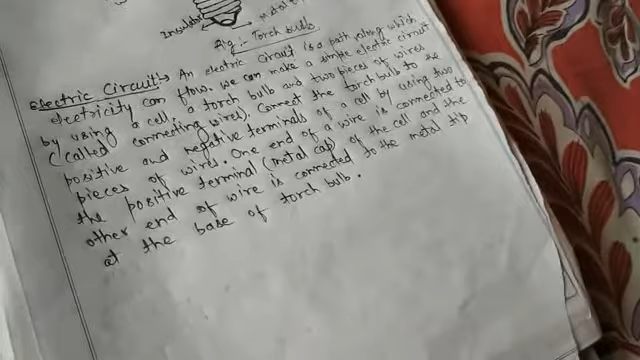 Insulator
metal
Fig :- Torch bulb
Electric Circuit → An electric circuit is a path along which
electricity can flow. We can make a simple electric circuit
by using a cell, a torch bulb and two pieces of wires
(called connecting wires). Connect the torch bulb to the
positive and negative terminals of a cell by using two
pieces of wires. One end of a wire is connected to
the positive terminal (metal cap) of the cell and the
other end of wire is connected to the metal tip
at the base of torch bulb.